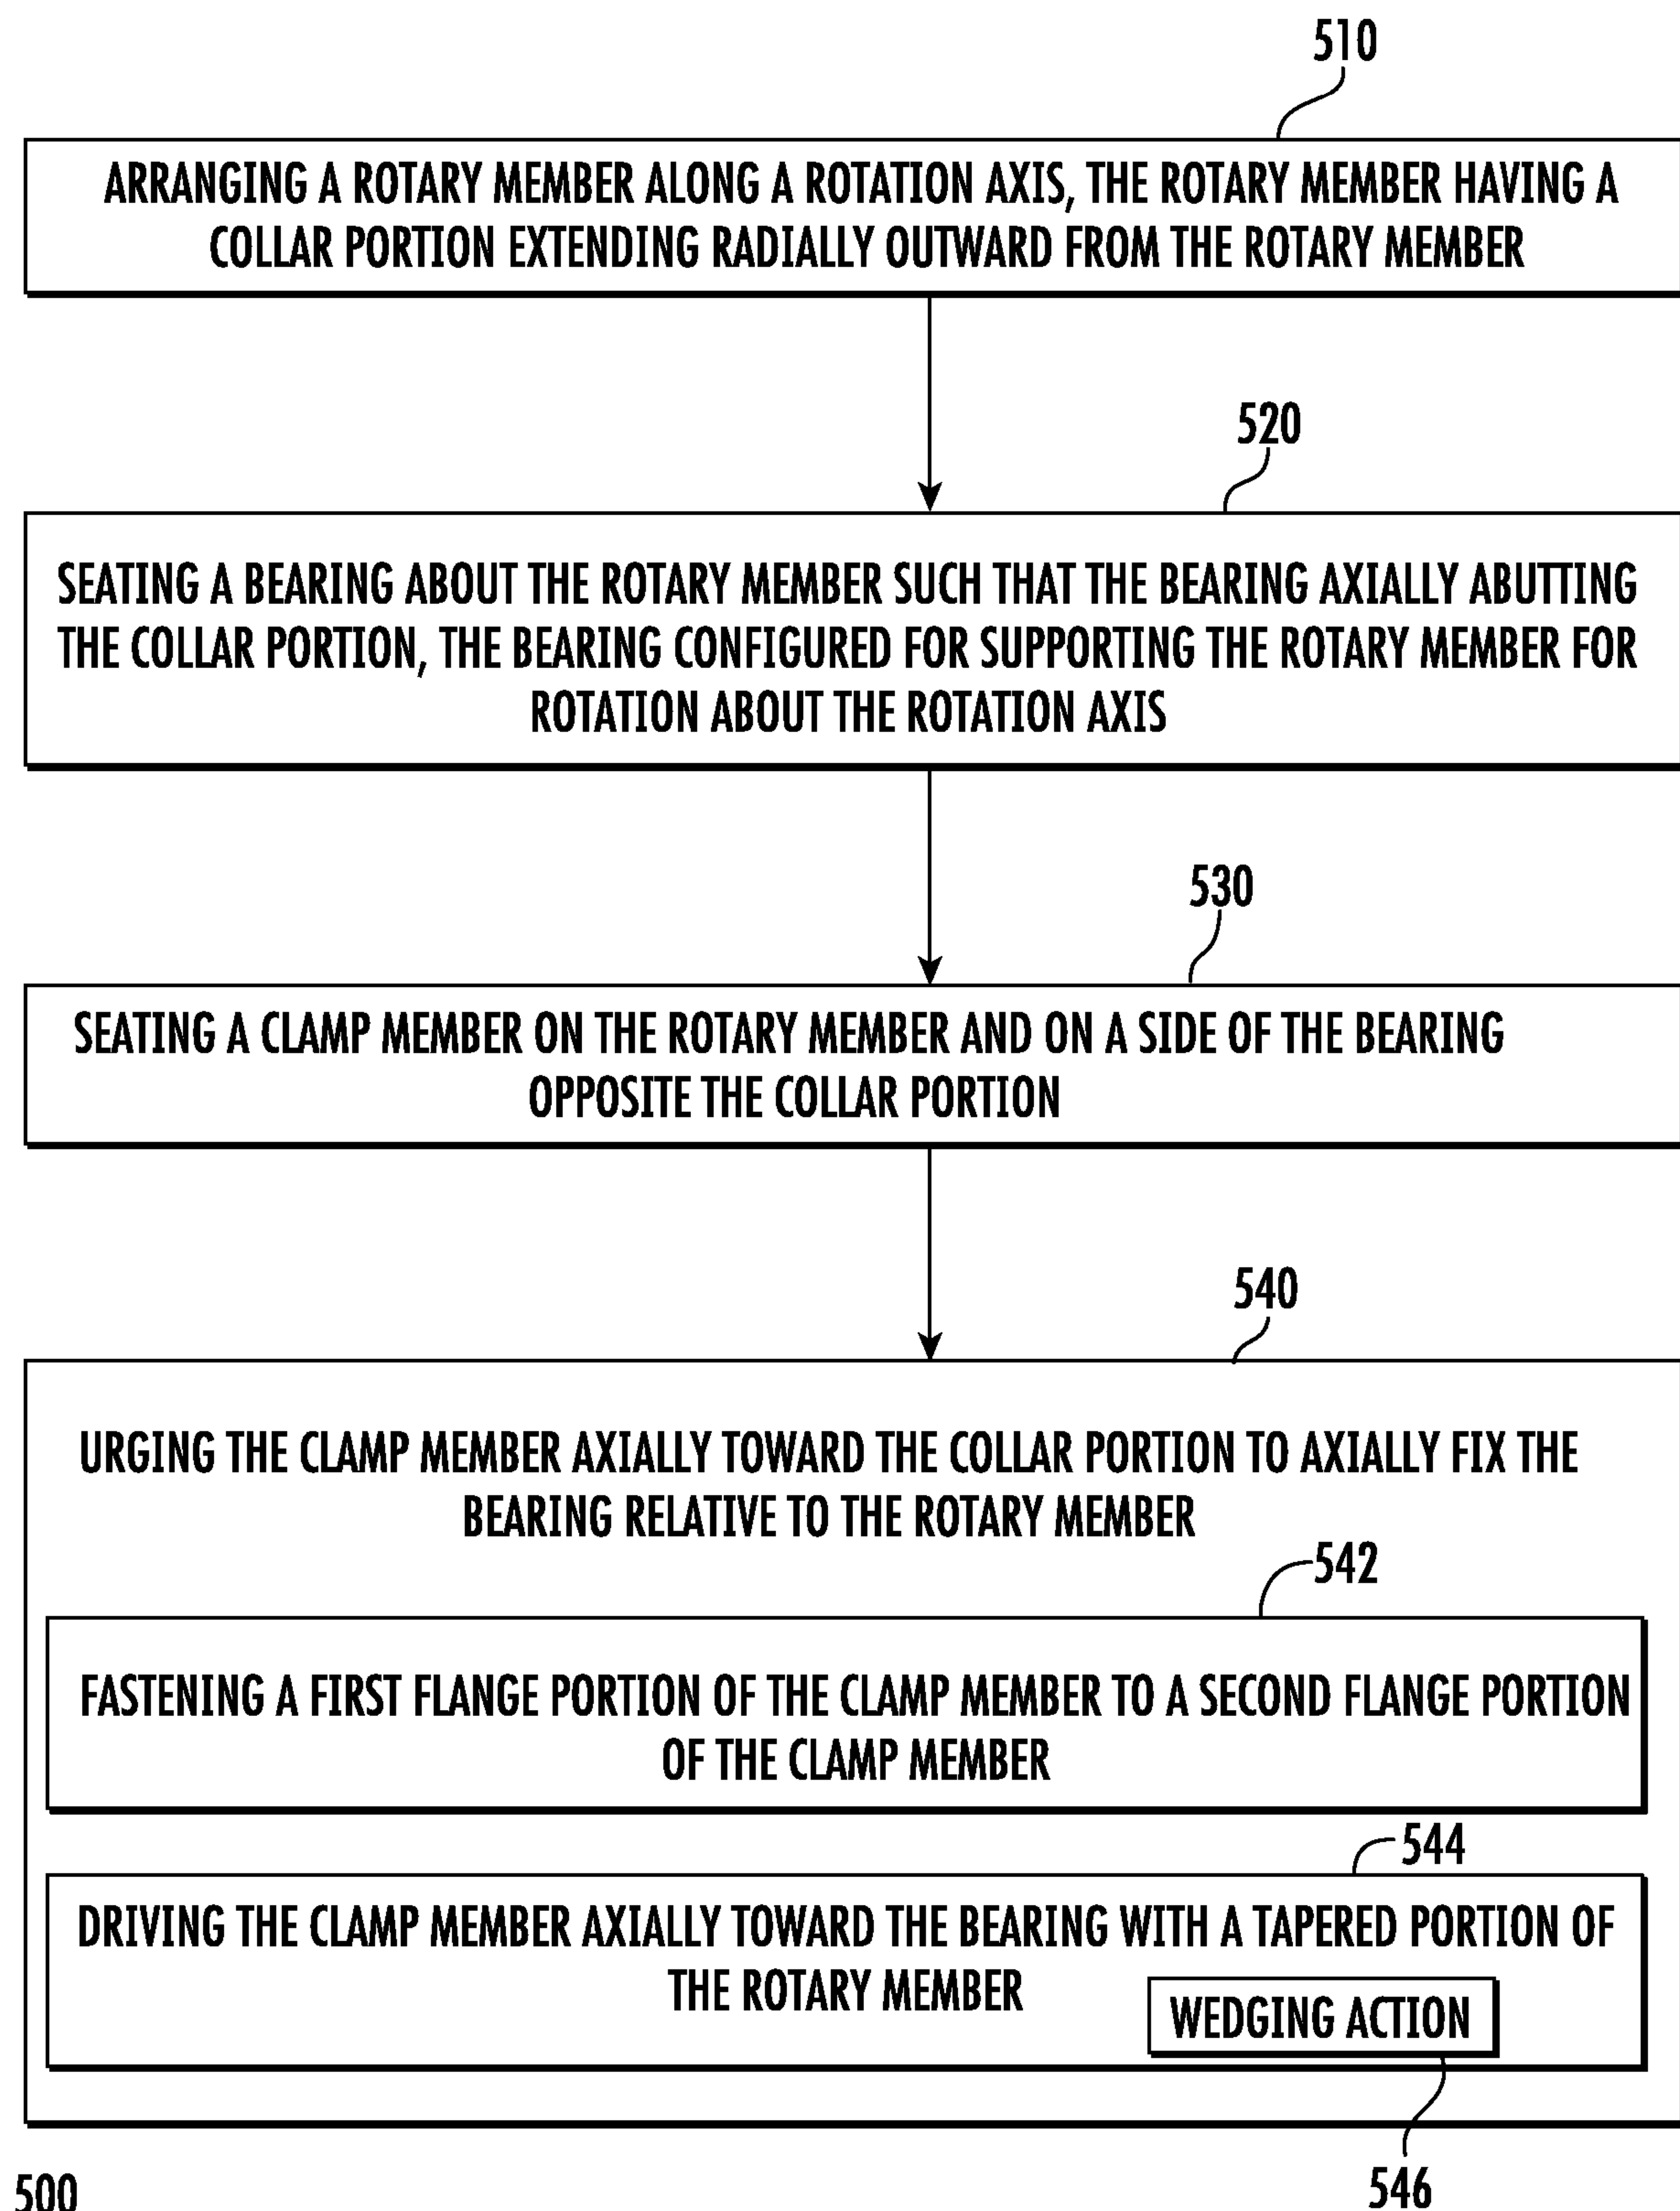 510
ARRANGING A ROTARY MEMBER ALONG A ROTATION AXIS, THE ROTARY MEMBER HAVING A
COLLAR PORTION EXTENDING RADIALLY OUTWARD FROM THE ROTARY MEMBER
520
SEATING A BEARING ABOUT THE ROTARY MEMBER SUCH THAT THE BEARING AXIALLY ABUTTING
THE COLLAR PORTION, THE BEARING CONFIGURED FOR SUPPORTING THE ROTARY MEMBER FOR
ROTATION ABOUT THE ROTATION AXIS
530
SEATING A CLAMP MEMBER ON THE ROTARY MEMBER AND ON A SIDE OF THE BEARING
OPPOSITE THE COLLAR PORTION
540
URGING THE CLAMP MEMBER AXIALLY TOWARD THE COLLAR PORTION TO AXIALLY FIX THE
BEARING RELATIVE TO THE ROTARY MEMBER
542
FASTENING A FIRST FLANGE PORTION OF THE CLAMP MEMBER TO A SECOND FLANGE PORTION
OF THE CLAMP MEMBER
544
DRIVING THE CLAMP MEMBER AXIALLY TOWARD THE BEARING WITH A TAPERED PORTION OF
THE ROTARY MEMBER
WEDGING ACTION
546
500